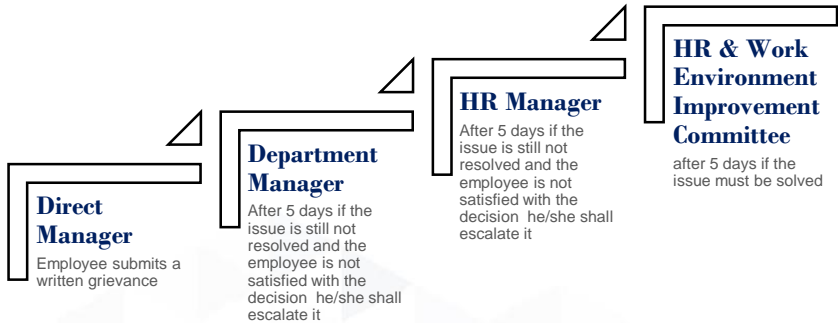 Direct
Manager
Employee submits a
written grievance
Department
Manager
After 5 days if the
issue is still not
resolved and the
employee is not
satisfied with the
decision he/she shall
escalate it
HR Manager
After 5 days if the
issue is still not
resolved and the
employee is not
satisfied with the
decision he/she shall
escalate it
HR & Work
Environment
Improvement
Committee
after 5 days if the
issue must be solved